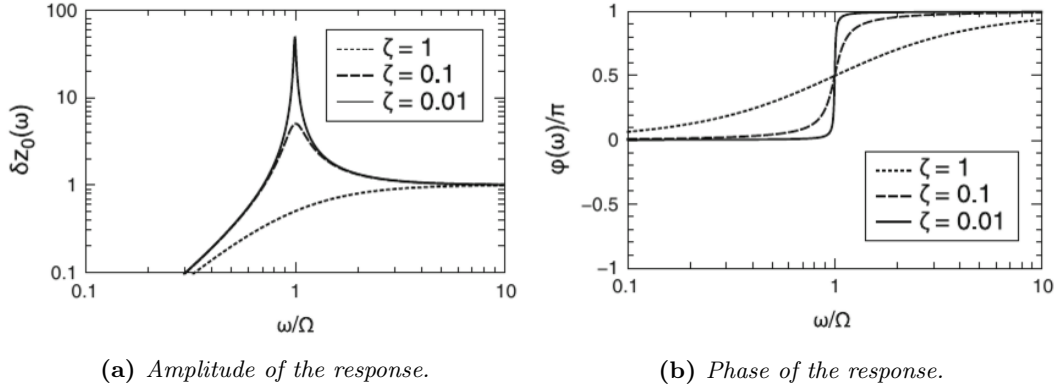 100
10
1
0.1
δz₀(ω)
ζ = 1
ζ = 0.1
ζ = 0.01
0.1
1
10
ω/Ω
(a) Amplitude of the response.
1
0.5
0
−0.5
−1
φ(ω)/π
ζ = 1
ζ = 0.1
ζ = 0.01
0.1
1
10
ω/Ω
(b) Phase of the response.